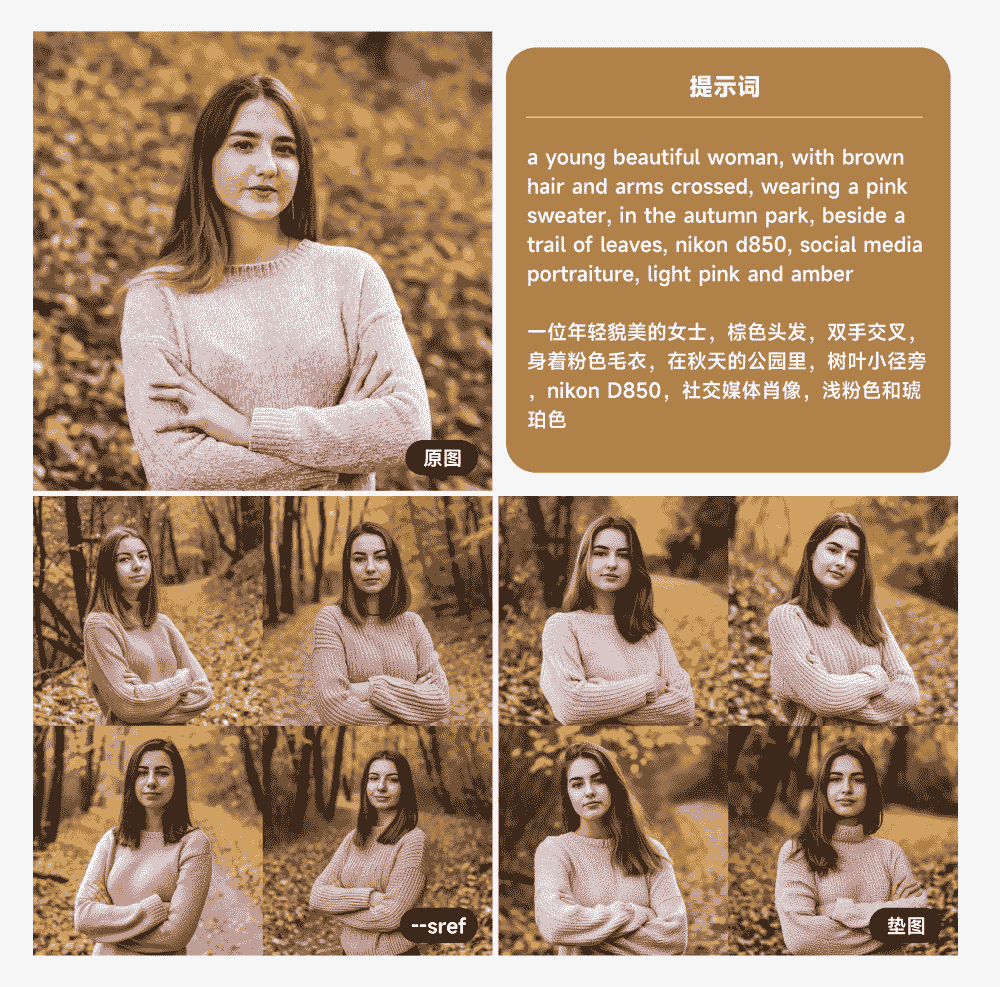 提示词
a young beautiful woman, with brown
hair and arms crossed, wearing a pink
sweater, in the autumn park, beside a
trail of leaves, nikon d850, social media
portraiture, light pink and amber
一位年轻貌美的女士，棕色头发，双手交叉，
身着粉色毛衣，在秋天的公园里，树叶小径旁
，nikon D850，社交媒体肖像，浅粉色和琥
珀色
原图
--sref
垫图